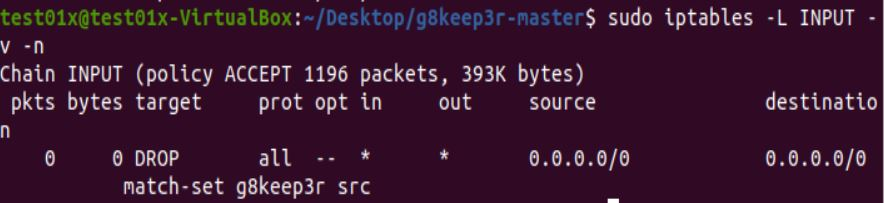 test01x@test01x-VirtualBox:~/Desktop/g8keep3r-master$ sudo iptables -L INPUT -
v -n
Chain INPUT (policy ACCEPT 1196 packets, 393K bytes)
 pkts bytes target     prot opt in     out     source               destinatio
n
    0     0 DROP       all  --  *      *       0.0.0.0/0            0.0.0.0/0
            match-set g8keep3r src